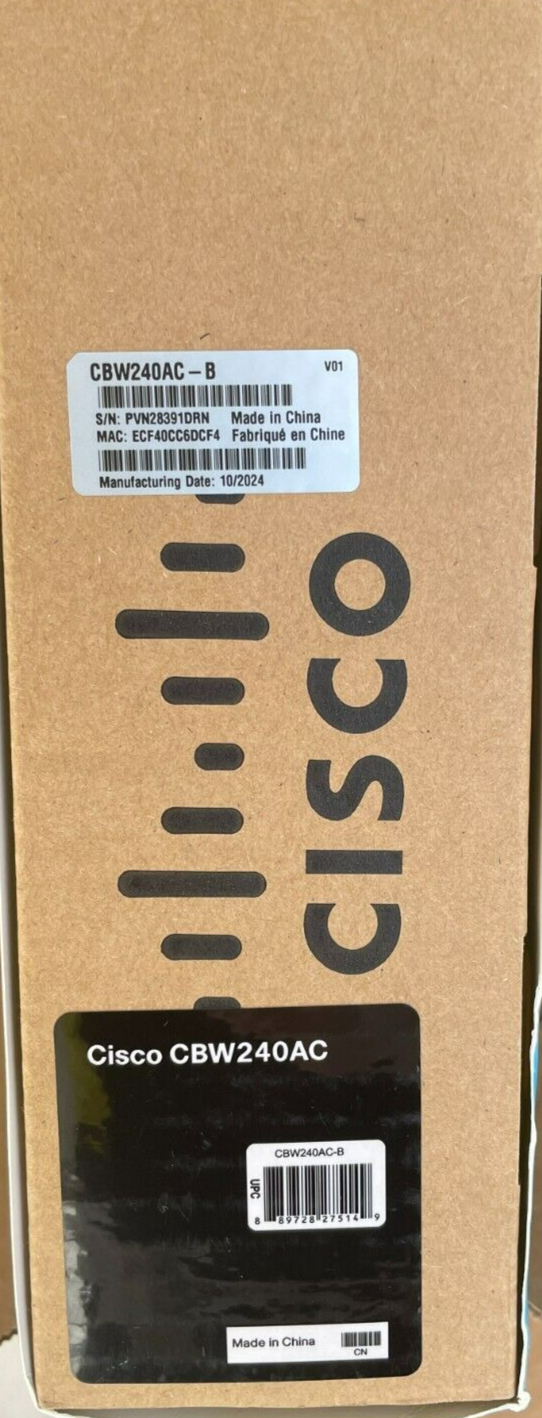 CBW240AC-B V01
S/N: PVN28391DRN Made in China
MAC: ECF40CC6DCF4 Fabriqué en Chine
Manufacturing Date: 10/2024
CISCO
Cisco CBW240AC
CBW240AC-B
UPC
8 89728 27514 9
Made in China
CN